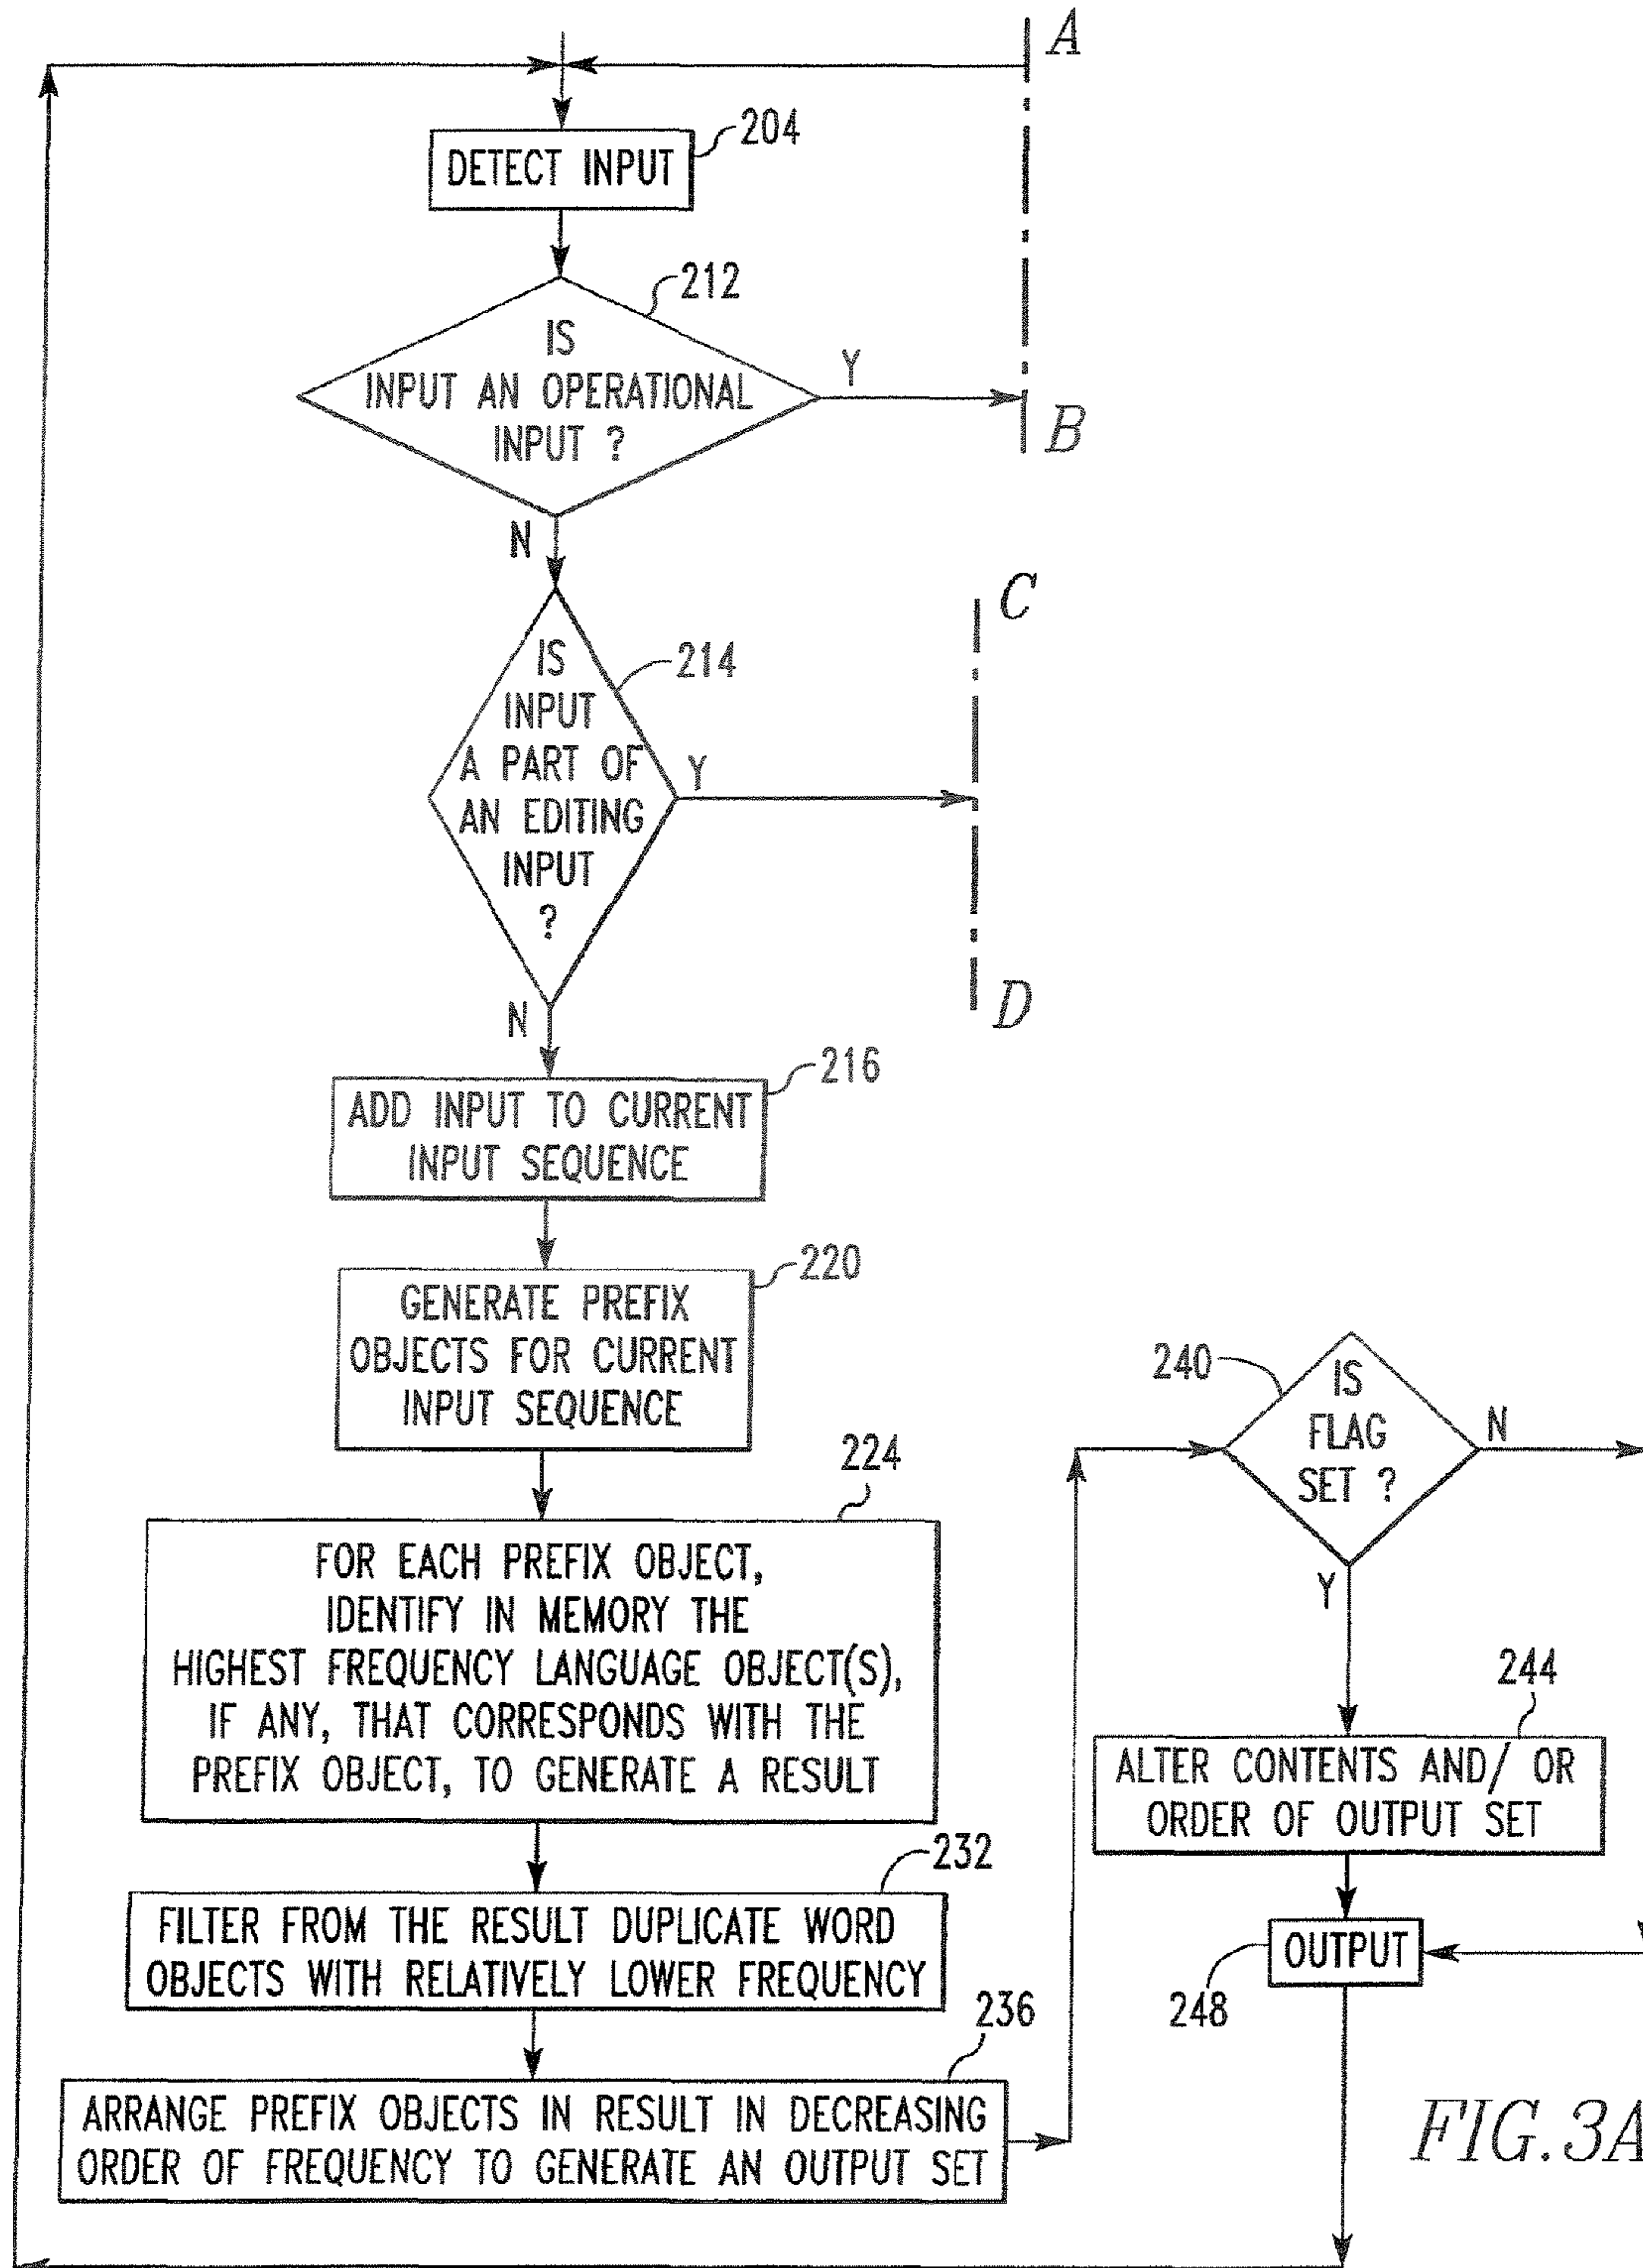 A
204
DETECT INPUT
212
IS
INPUT AN OPERATIONAL
INPUT ?
Y
B
N
C
IS
214
INPUT
A PART OF
Y
AN EDITING
INPUT
?
D
N
216
ADD INPUT TO CURRENT
INPUT SEQUENCE
220
GENERATE PREFIX
OBJECTS FOR CURRENT
INPUT SEQUENCE
224
FOR EACH PREFIX OBJECT,
IDENTIFY IN MEMORY THE
HIGHEST FREQUENCY LANGUAGE OBJECT(S),
IF ANY, THAT CORRESPONDS WITH THE
PREFIX OBJECT, TO GENERATE A RESULT
232
FILTER FROM THE RESULT DUPLICATE WORD
OBJECTS WITH RELATIVELY LOWER FREQUENCY
236
ARRANGE PREFIX OBJECTS IN RESULT IN DECREASING
ORDER OF FREQUENCY TO GENERATE AN OUTPUT SET
240
IS
FLAG
SET ?
N
Y
244
ALTER CONTENTS AND/ OR
ORDER OF OUTPUT SET
OUTPUT
248
FIG.3A